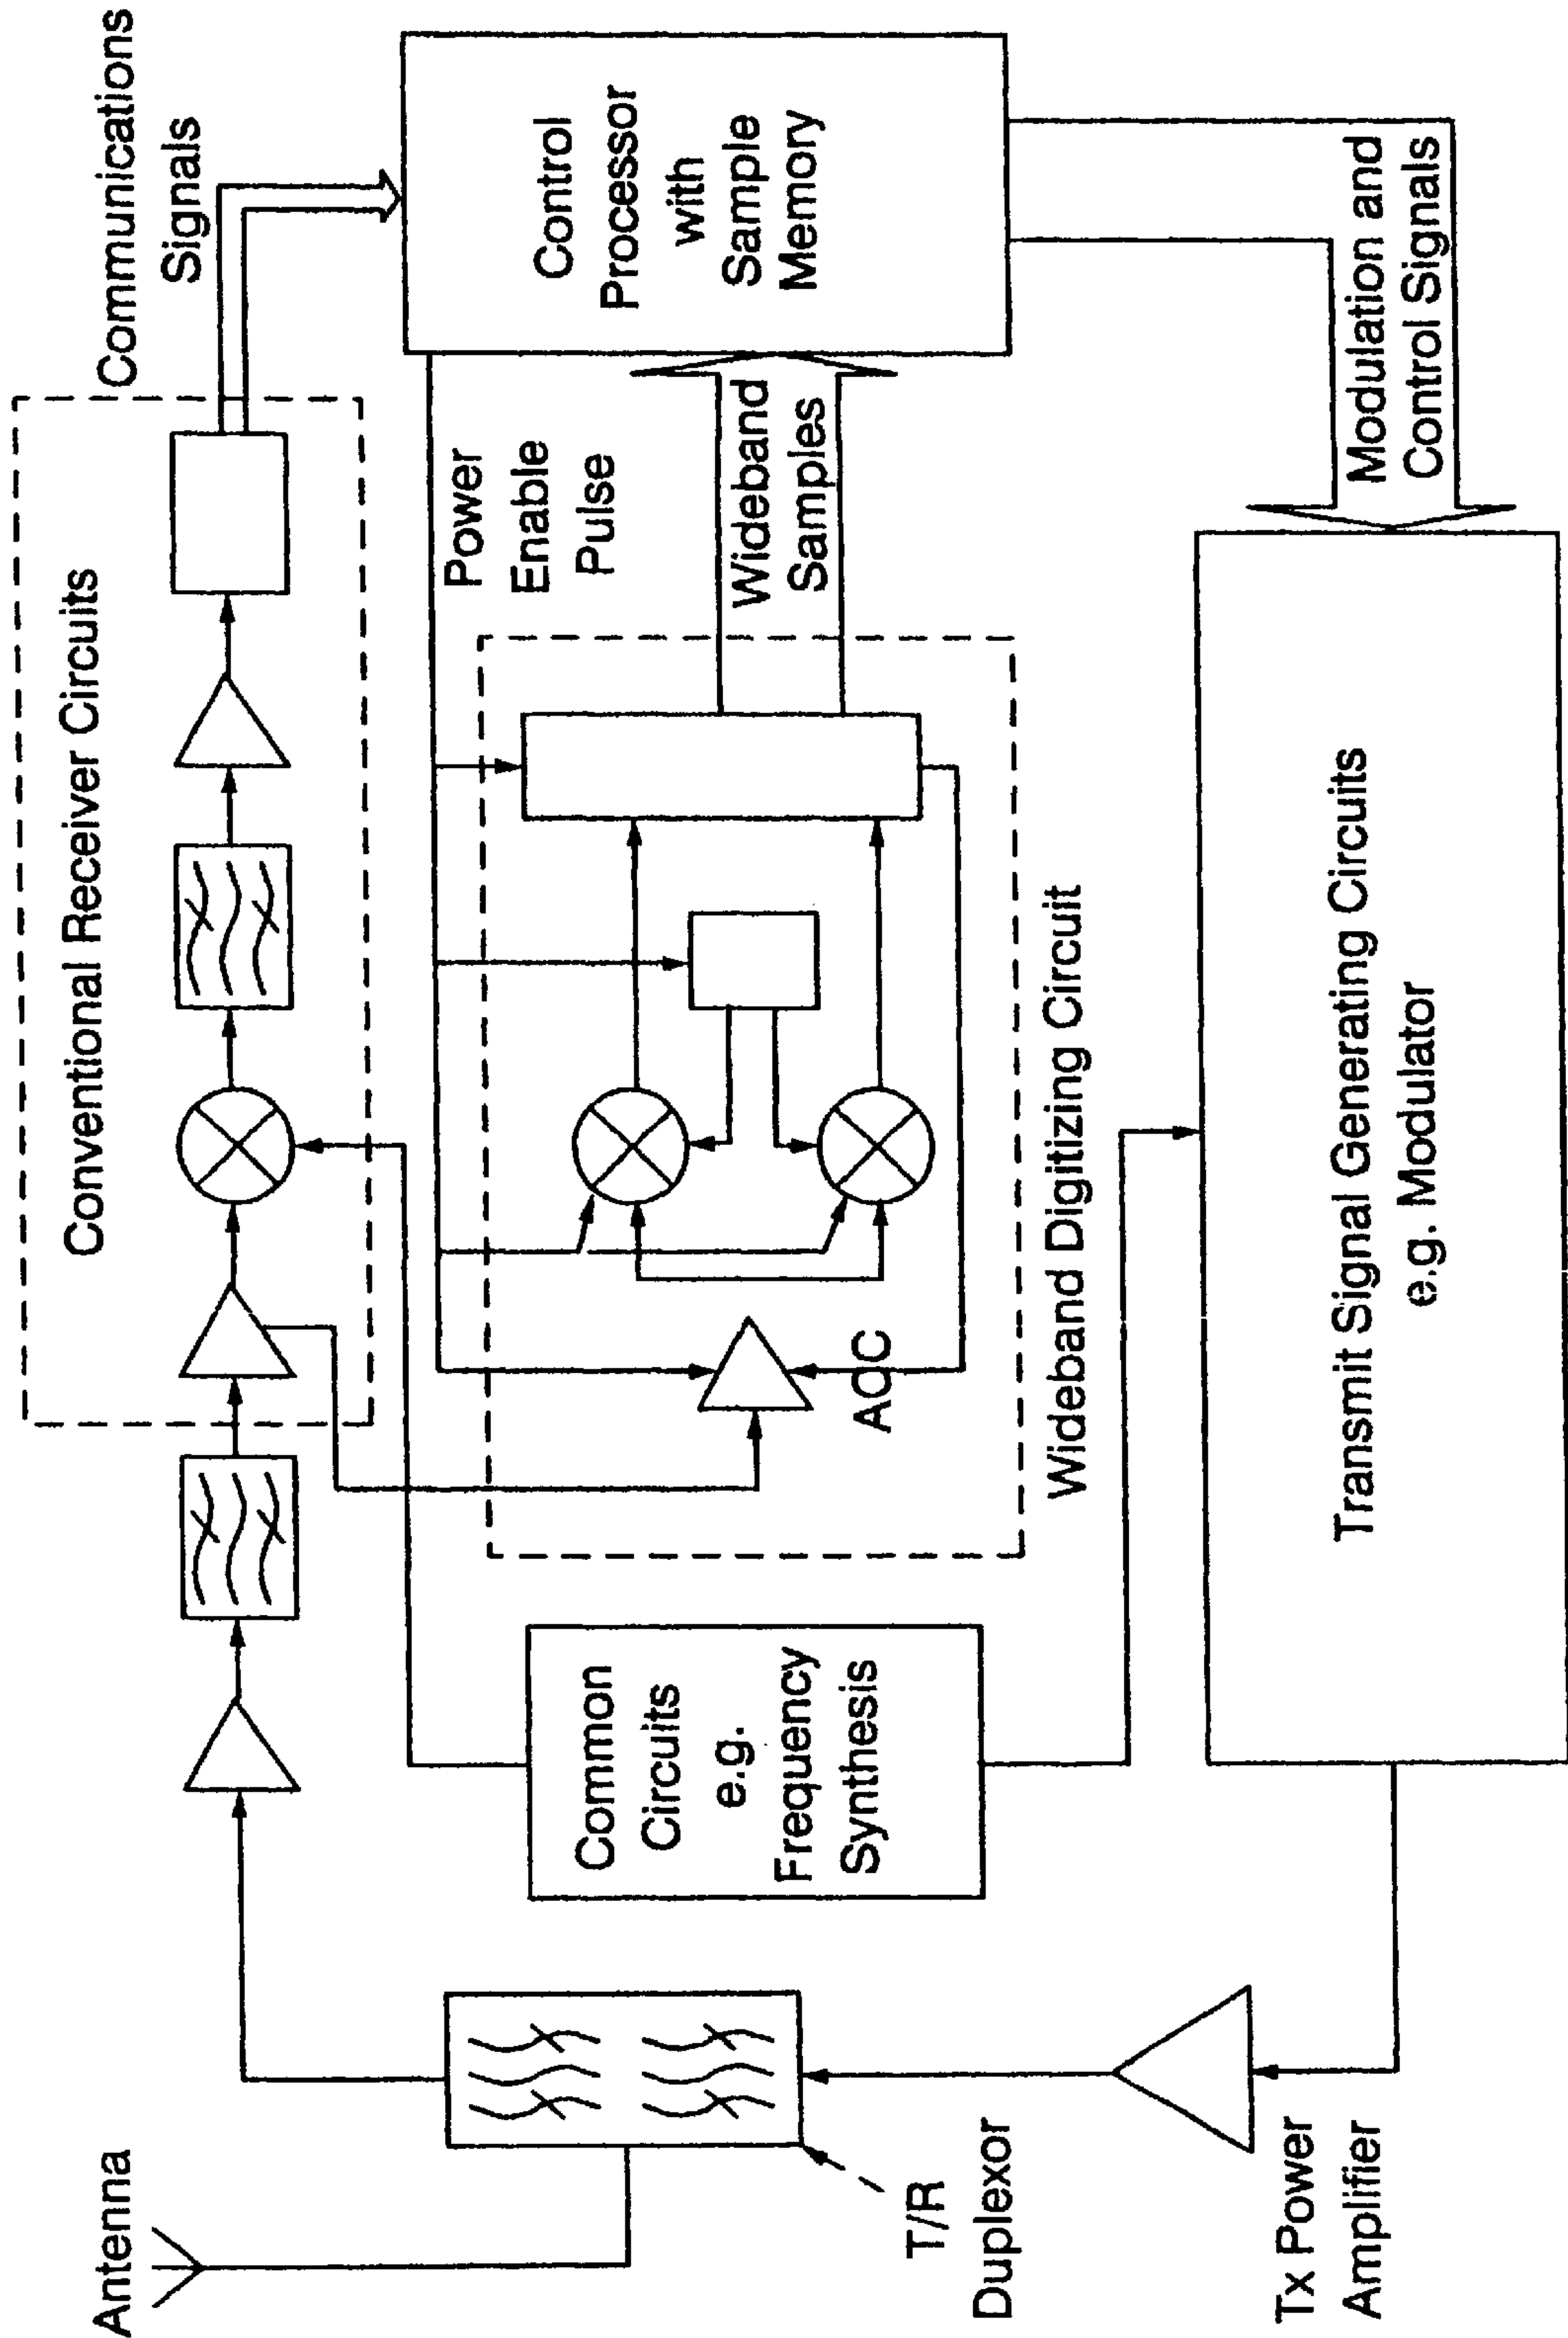 Antenna
T/R
Duplexor
Tx Power
Amplifier
Common
Circuits
e.g.
Frequency
Synthesis
Conventional Receiver Circuits
Communications
Signals
Power
Enable
Pulse
Wideband
Samples
AGC
Wideband Digitizing Circuit
Control
Processor
with
Sample
Memory
Modulation and
Control Signals
Transmit Signal Generating Circuits
e.g. Modulator